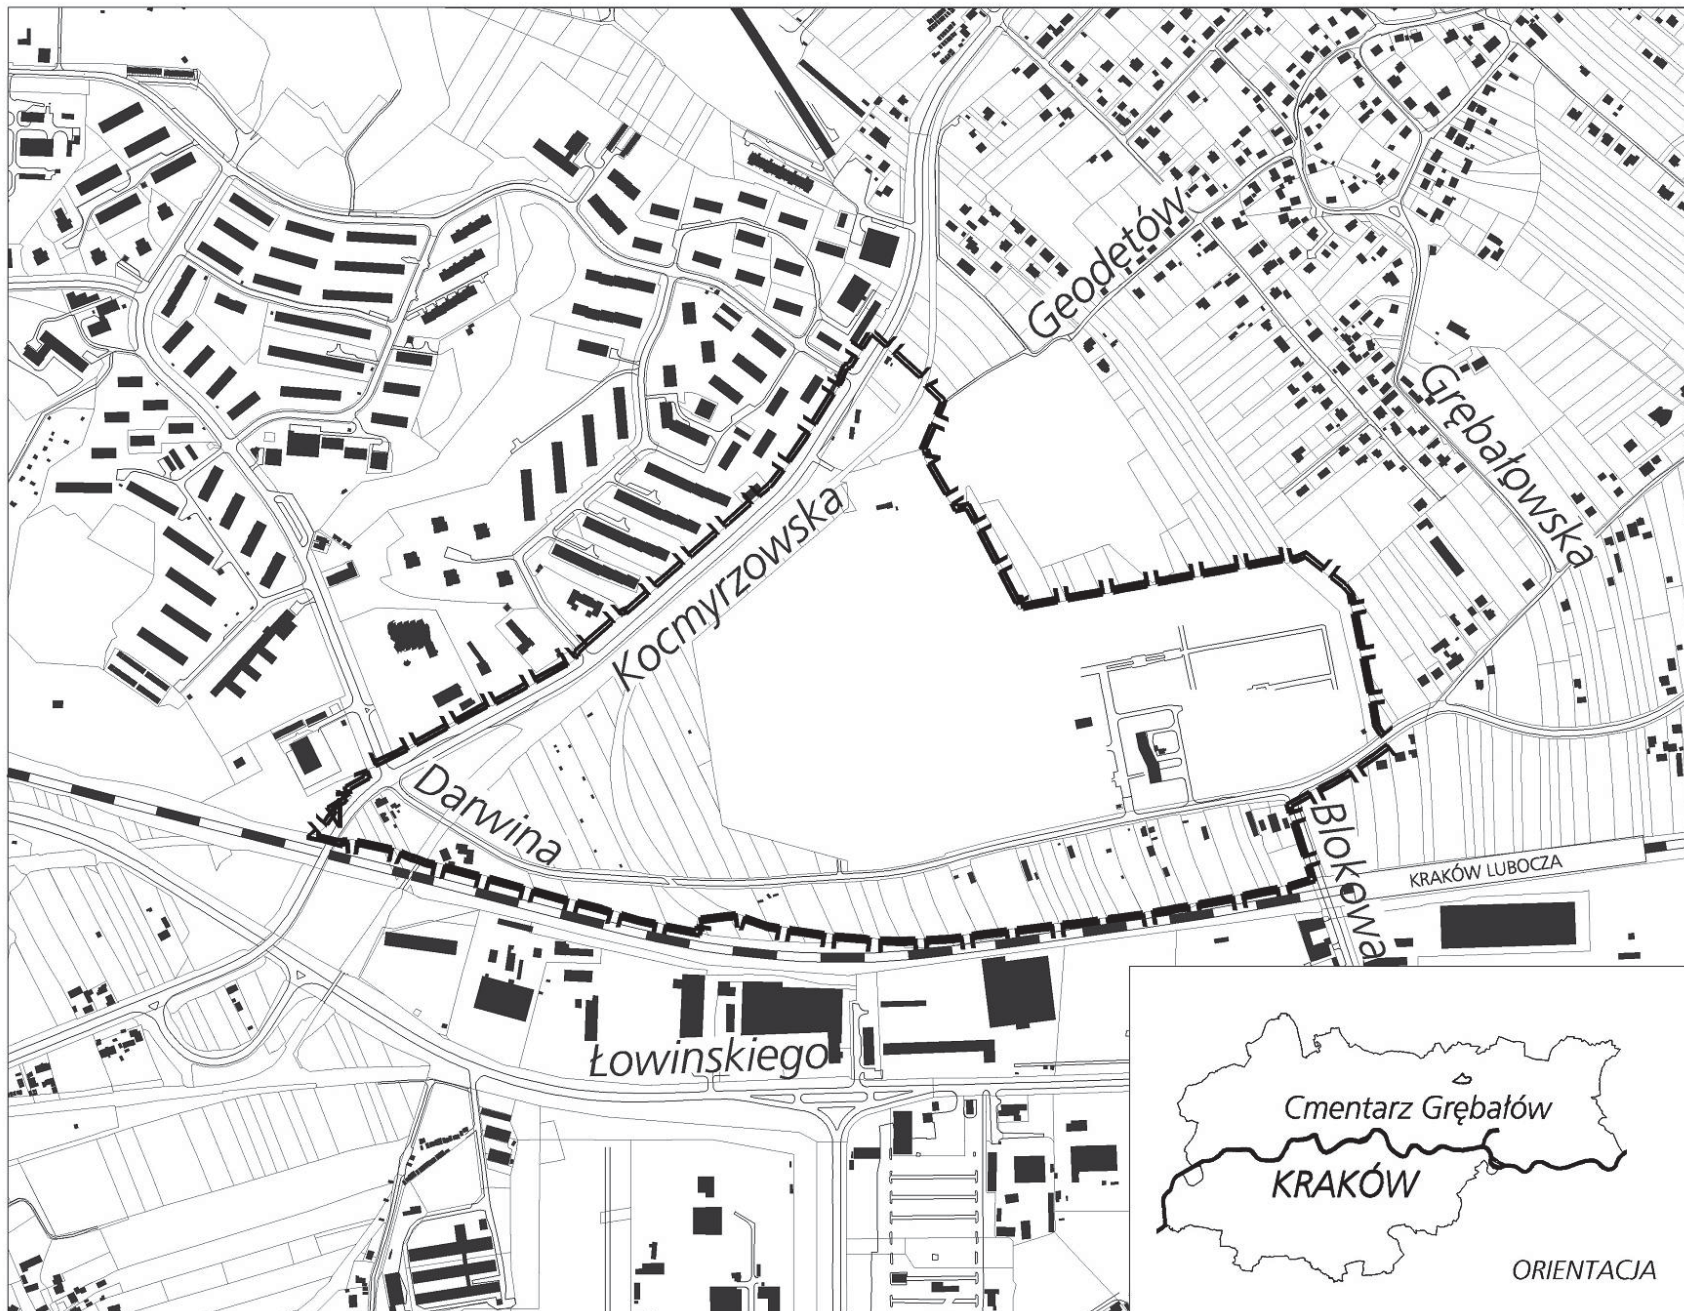 Geodetów
Grębałowska
Kocmyrzowska
Darwina
Blokowa
KRAKÓW LUBOCZA
Łowinskiego
Cmentarz Grębałów
KRAKÓW
ORIENTACJA